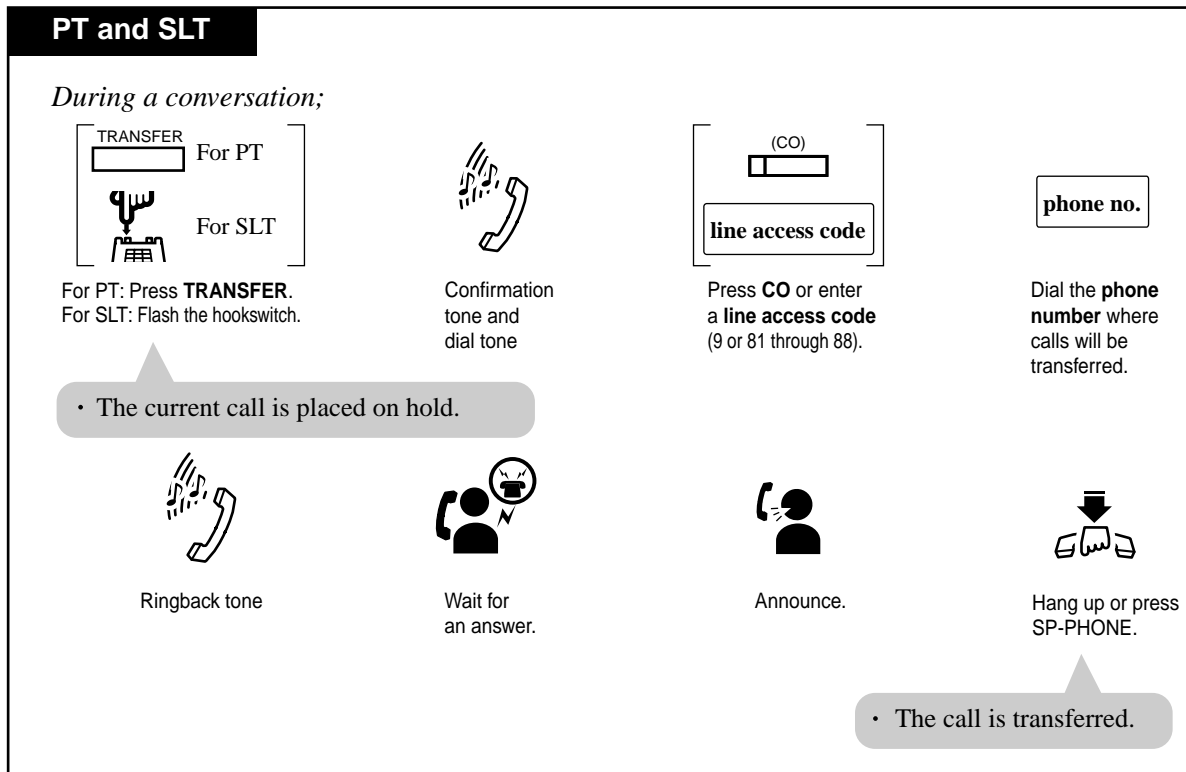 PT and SLT
During a conversation;
TRANSFER
For PT
For SLT
For PT: Press TRANSFER.
For SLT: Flash the hookswitch.
Confirmation
tone and
dial tone
(CO)
line access code
Press CO or enter
a line access code
(9 or 81 through 88).
phone no.
Dial the phone
number where
calls will be
transferred.
· The current call is placed on hold.
Ringback tone
Wait for
an answer.
Announce.
Hang up or press
SP-PHONE.
· The call is transferred.